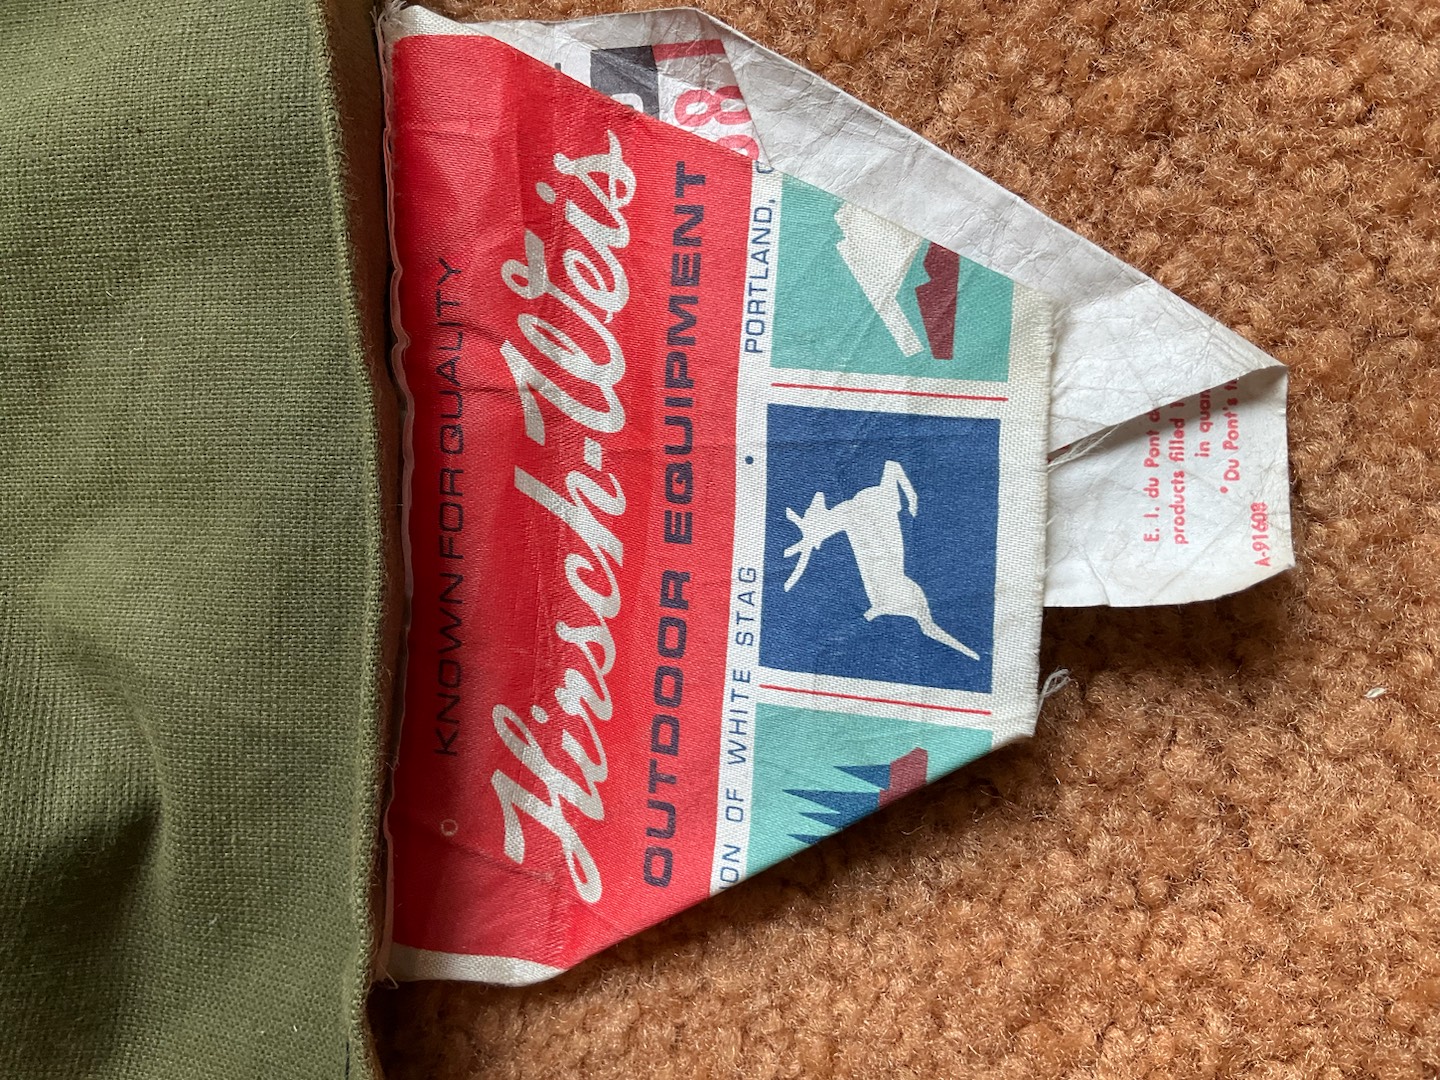 KNOWN FOR QUALITY
Hirsch-Weis
OUTDOOR EQUIPMENT
ON OF WHITE STAG • PORTLAND,
88
E. I. du Pont
products filled
in quan
* Du Pont's
A-91608